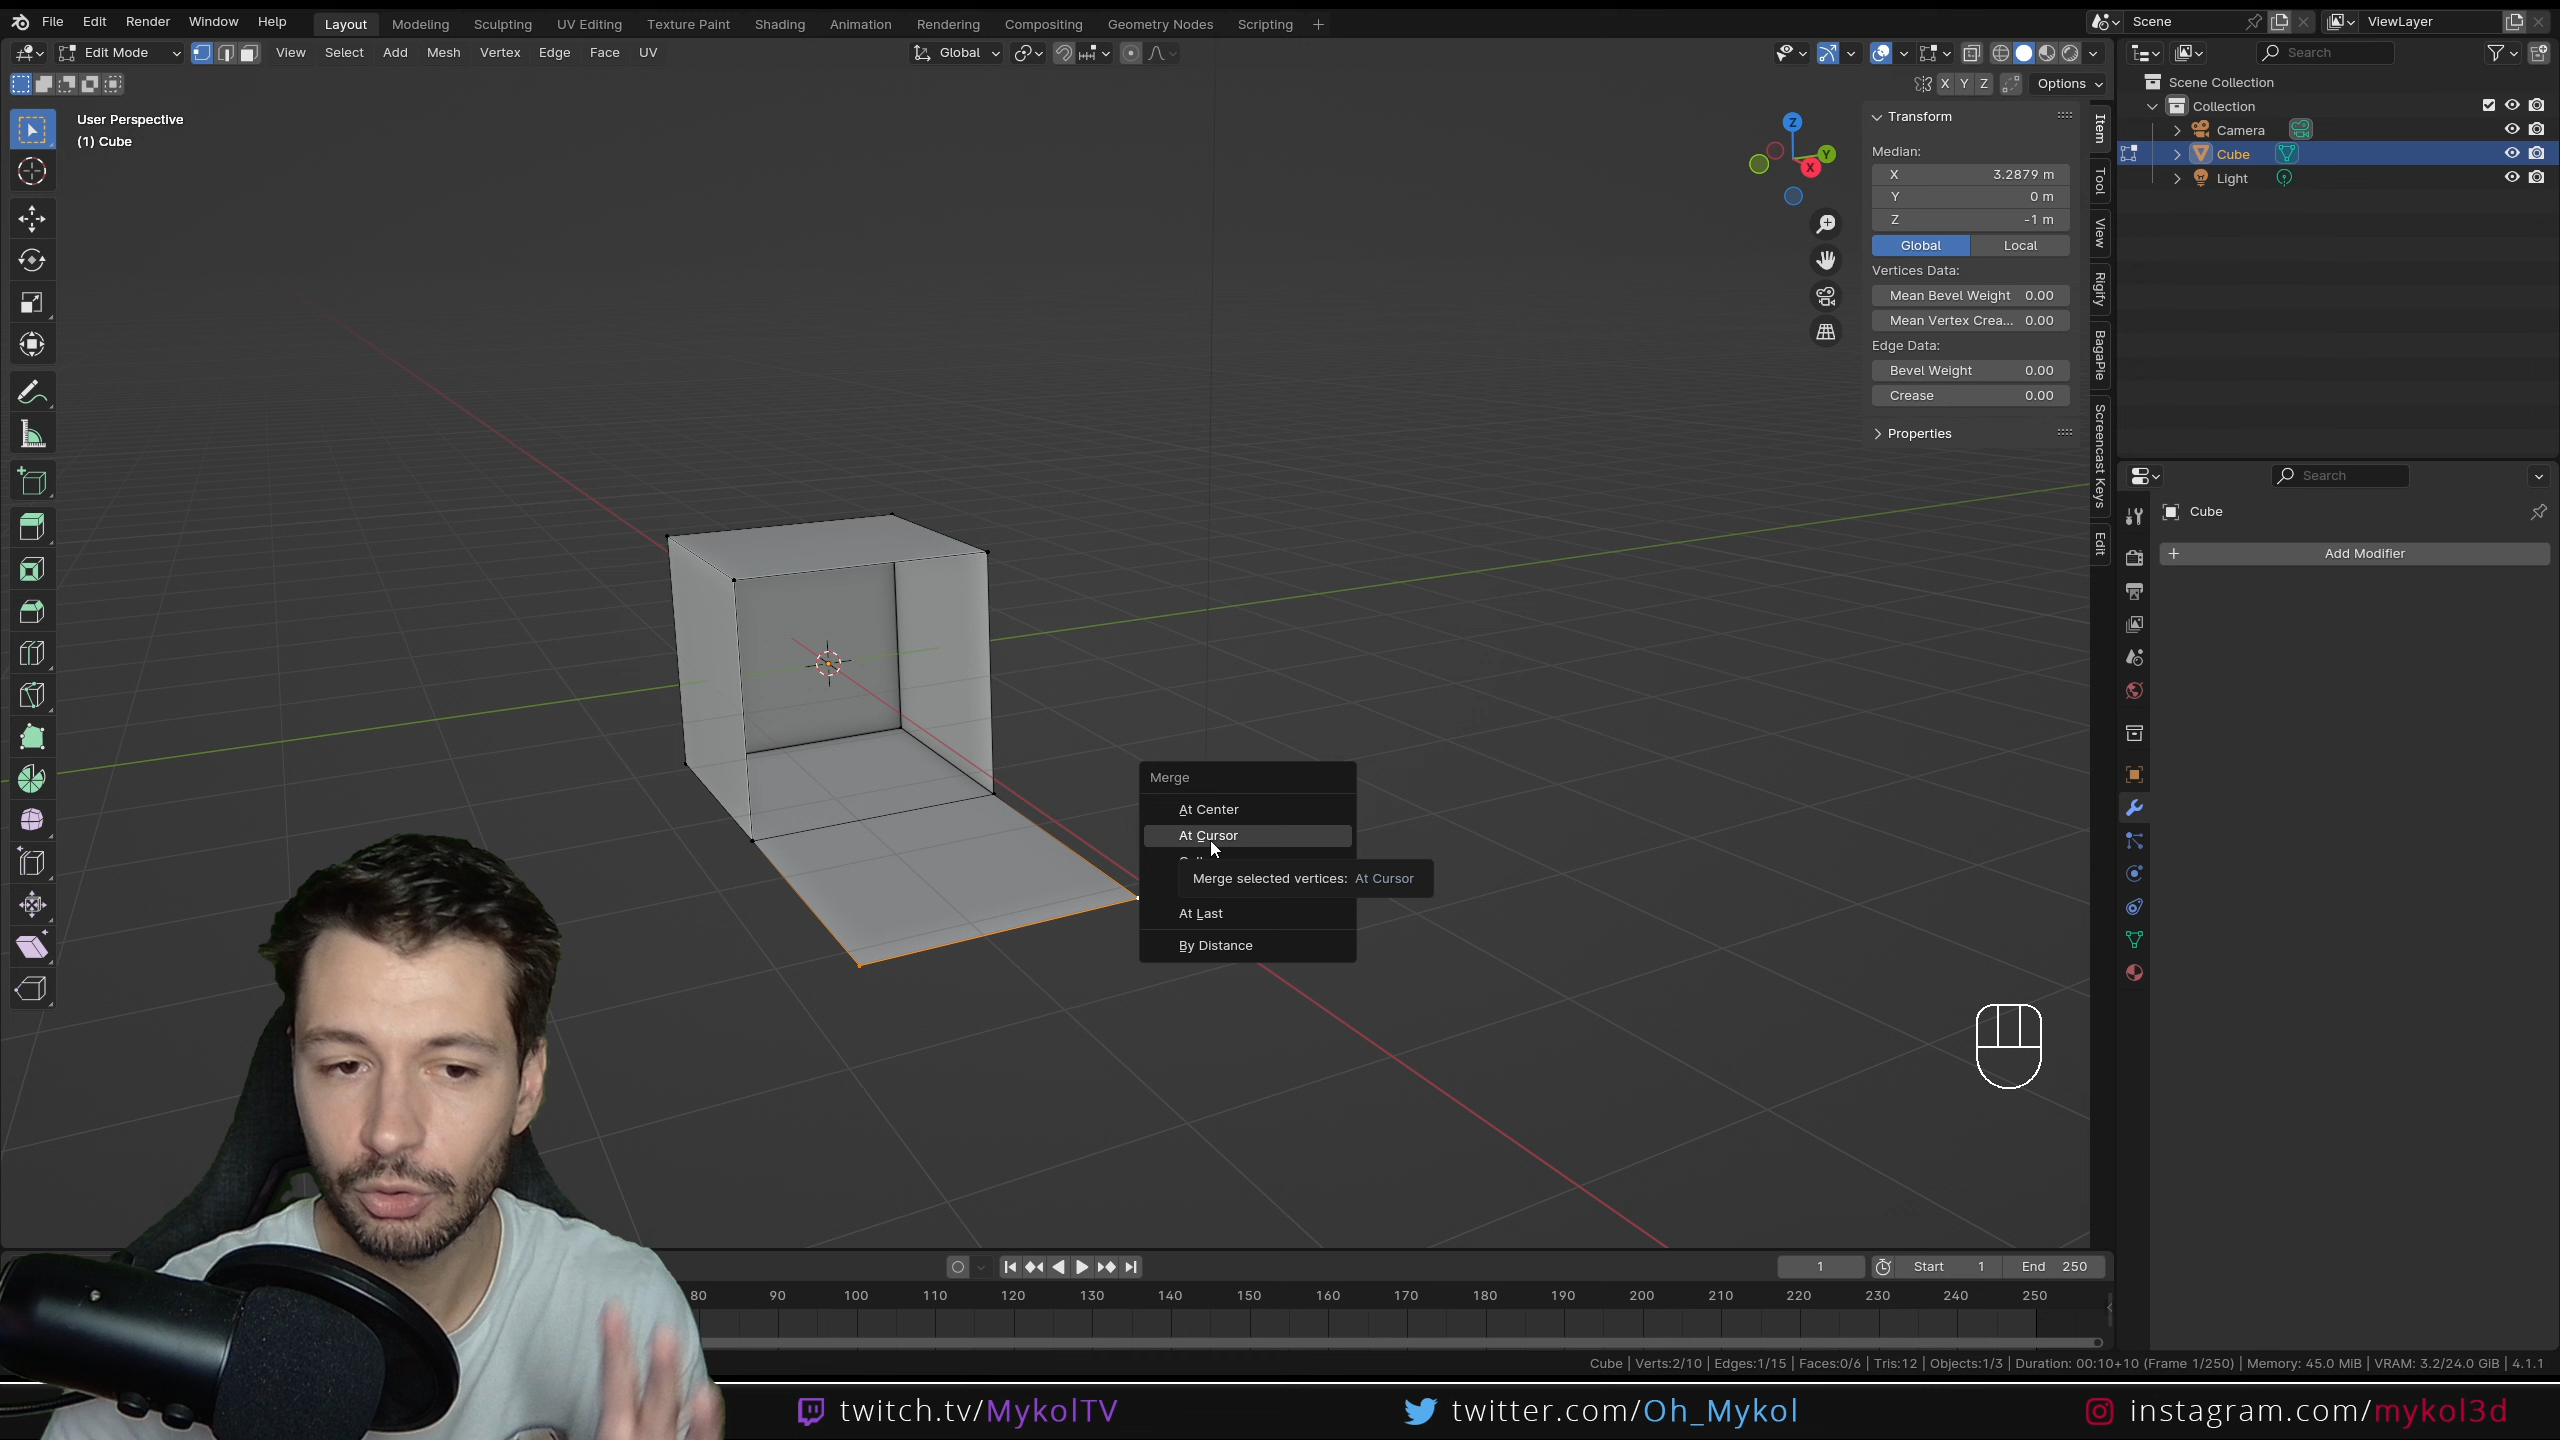 File Edit Render Window Help
Layout Modeling Sculpting UV Editing Texture Paint Shading Animation Rendering Compositing Geometry Nodes Scripting +
Scene
ViewLayer
Edit Mode
View Select Add Mesh Vertex Edge Face UV
Global
Search
X Y Z
Options
User Perspective
(1) Cube
Z
Y
X
Transform
Median:
X 3.2879 m
Y 0 m
Z -1 m
Global Local
Vertices Data:
Mean Bevel Weight 0.00
Mean Vertex Crea... 0.00
Edge Data:
Bevel Weight 0.00
Crease 0.00
Properties
Item
Tool
View
Rigify
BagaPie
Screencast Keys
Edit
Scene Collection
Collection
Camera
Cube
Light
Search
Cube
+ Add Modifier
Merge
At Center
At Cursor
Merge selected vertices: At Cursor
At Last
By Distance
1
Start 1
End 250
80 90 100 110 120 130 140 150 160 170 180 190 200 210 220 230 240 250
Cube | Verts:2/10 | Edges:1/15 | Faces:0/6 | Tris:12 | Objects:1/3 | Duration: 00:10+10 (Frame 1/250) | Memory: 45.0 MiB | VRAM: 3.2/24.0 GiB | 4.1.1
twitch.tv/MykolTV
twitter.com/Oh_Mykol
instagram.com/mykol3d